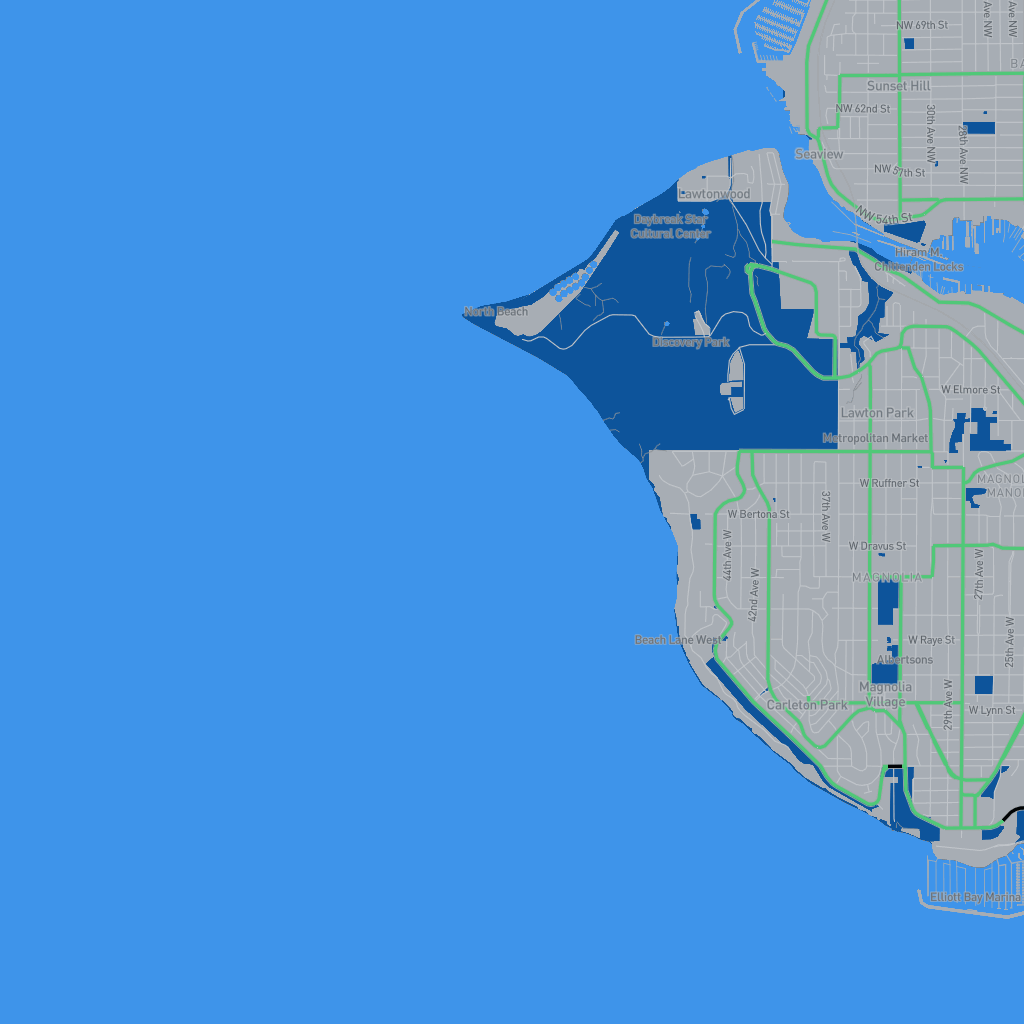 NW 69th St
Ave NW
Ave NW
BA
Sunset Hill
NW 62nd St
30th Ave NW
28th Ave NW
Seaview
NW 57th St
Lawtonwood
NW 54th St
Daybreak Star
Cultural Center
Hiram M.
Chittenden Locks
North Beach
Discovery Park
W Elmore St
Lawton Park
Metropolitan Market
W Ruffner St
MAGNOL
MANO
37th Ave W
W Bertona St
W Dravus St
44th Ave W
42nd Ave W
MAGNOLIA
27th Ave W
Beach Lane West
W Raye St
25th Ave W
Albertsons
Magnolia
Village
Carleton Park
29th Ave W
W Lynn St
Elliott Bay Marina